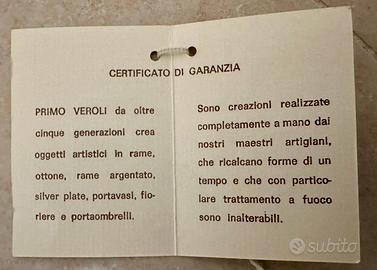 CERTIFICATO DI GARANZIA
PRIMO VEROLI da oltre
cinque generazioni crea
oggetti artistici in rame,
ottone, rame argentato,
silver plate, portavasi, fio-
riere e portaombrelli.
Sono creazioni realizzate
completamente a mano dai
nostri maestri artigiani,
che ricalcano forme di un
tempo e che con partico-
lare trattamento a fuoco
sono inalterabili.
subito